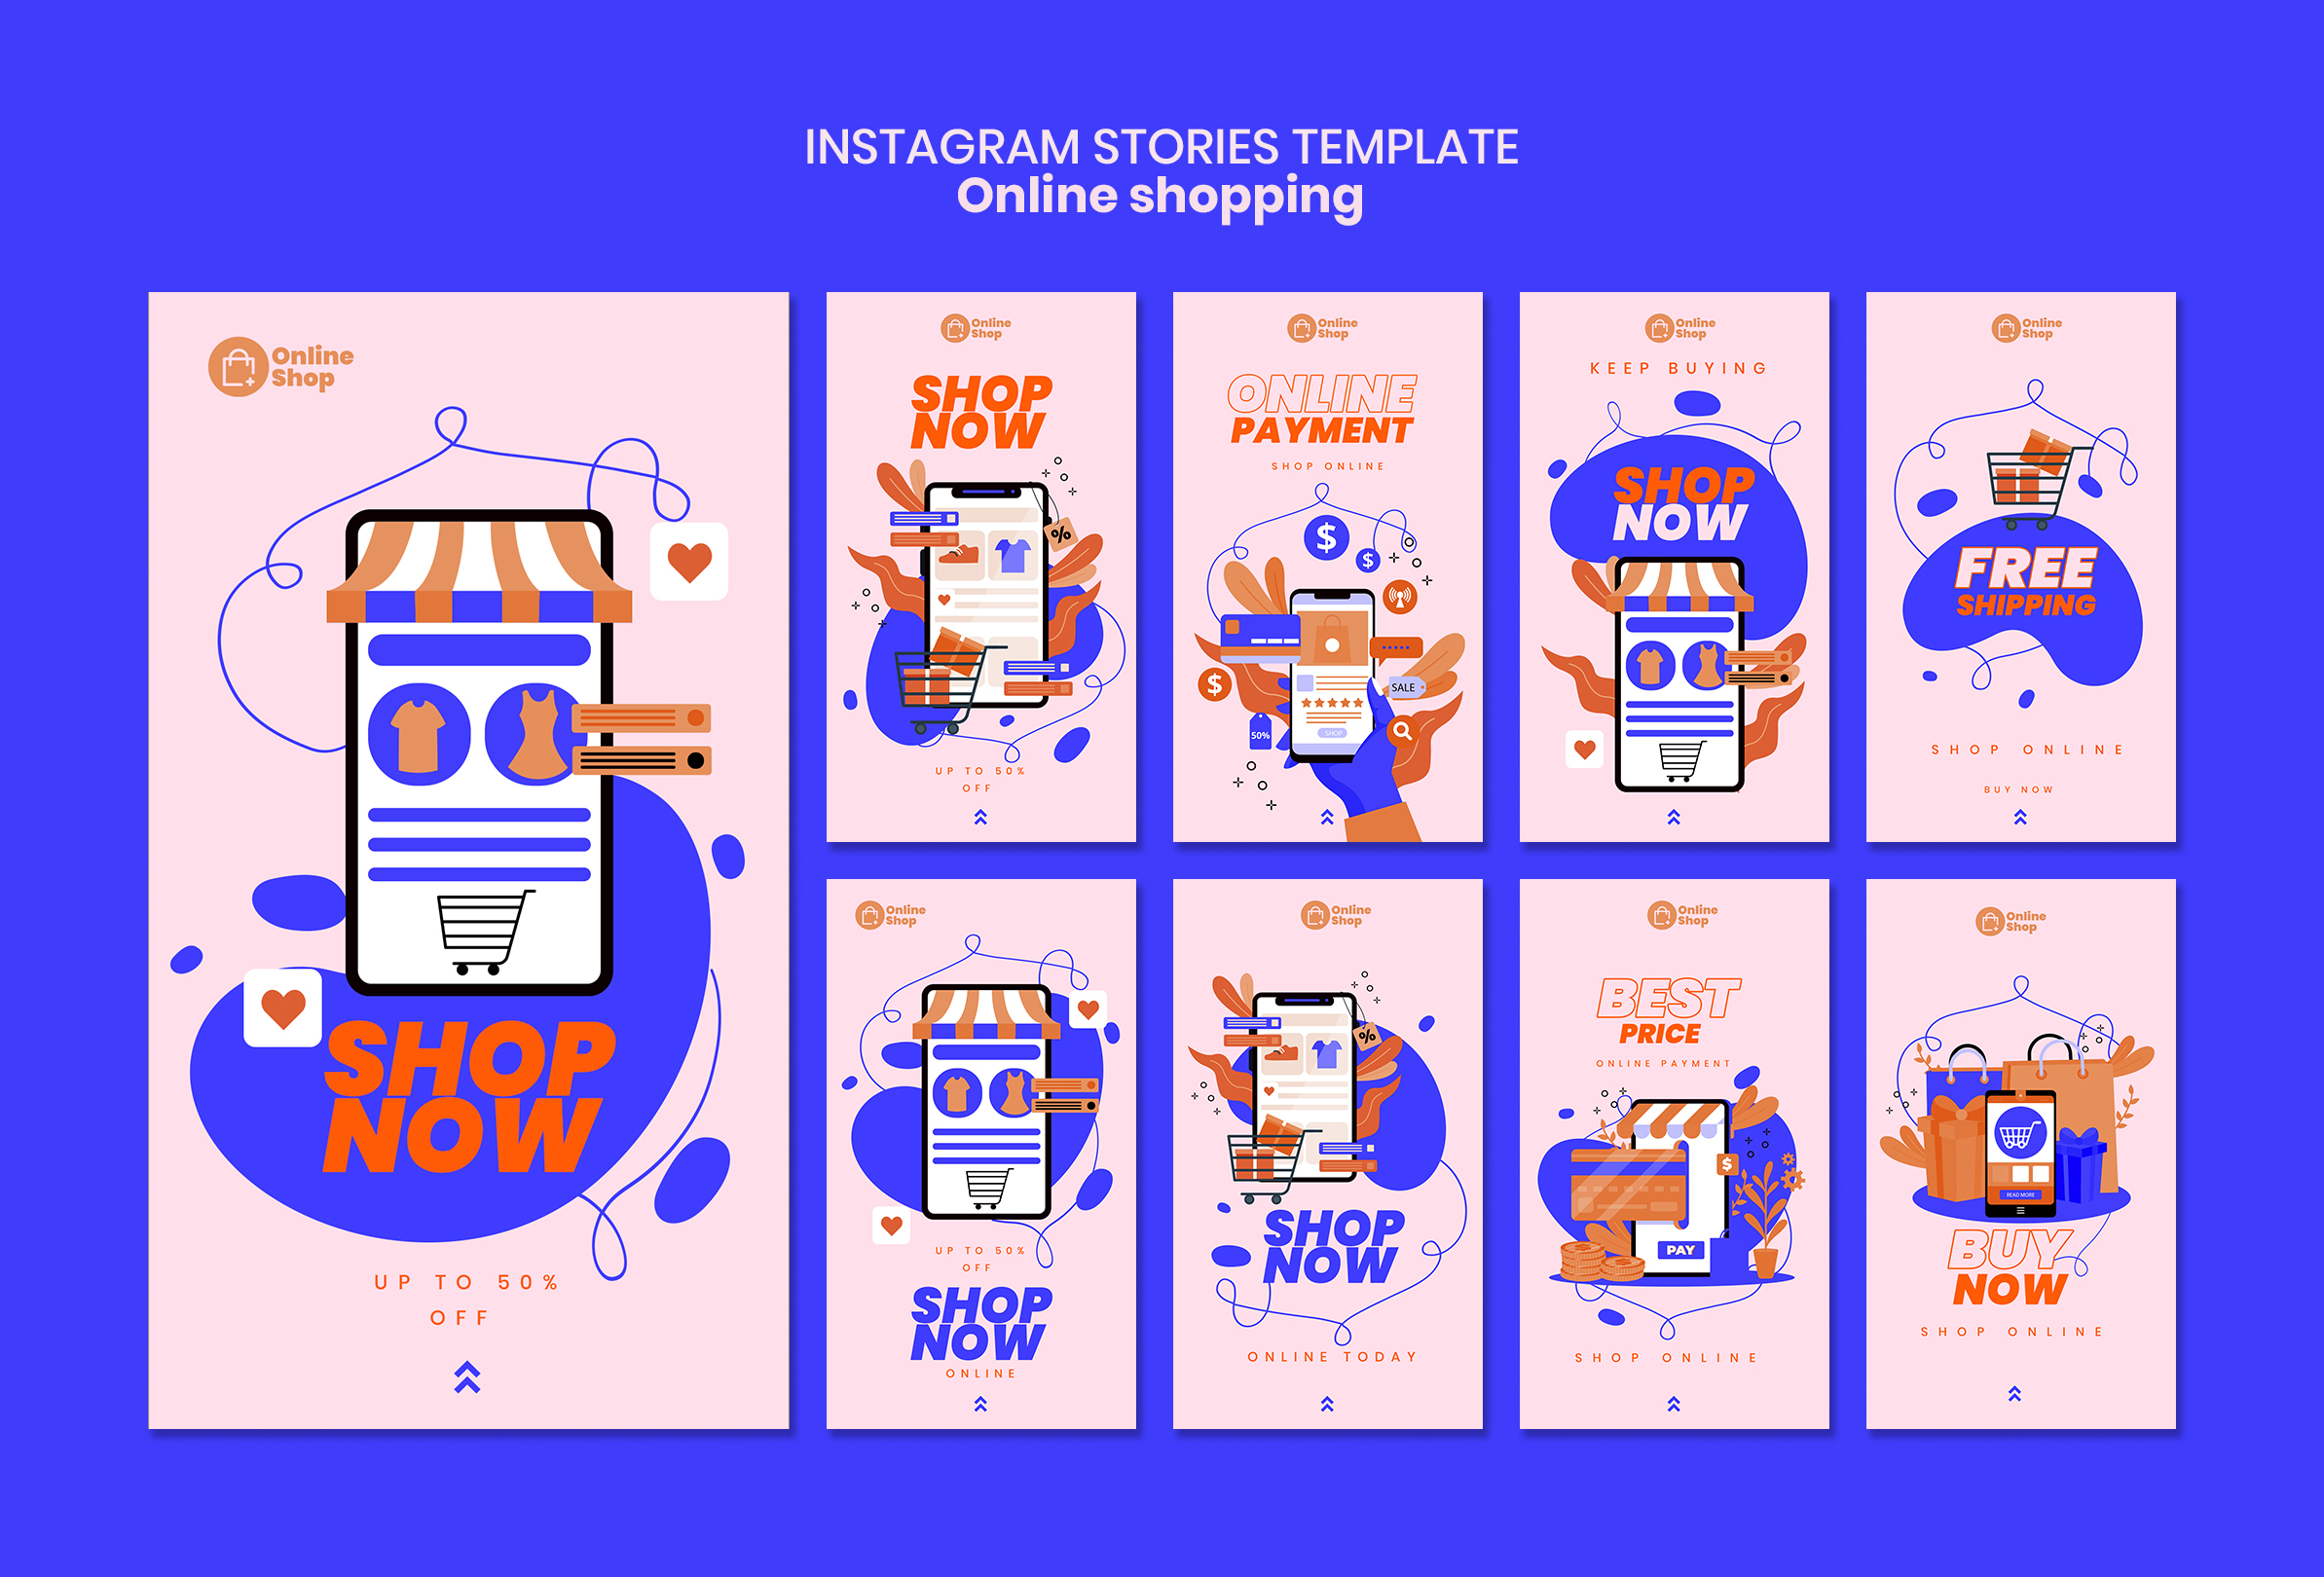 INSTAGRAM STORIES TEMPLATE
Online shopping
Online
Shop
SHOP
NOW
UP TO 50%
OFF
Online
Shop
SHOP
NOW
%
UP TO 50%
OFF
Online
Shop
ONLINE
PAYMENT
SHOP ONLINE
$
$
$
SALE
50%
SHOP
Online
Shop
KEEP BUYING
SHOP
NOW
Online
Shop
FREE
SHIPPING
SHOP ONLINE
BUY NOW
Online
Shop
UP TO 50%
OFF
SHOP
NOW
ONLINE
Online
Shop
%
SHOP
NOW
ONLINE TODAY
Online
Shop
BEST
PRICE
ONLINE PAYMENT
$
PAY
SHOP ONLINE
Online
Shop
READ MORE
BUY
NOW
SHOP ONLINE